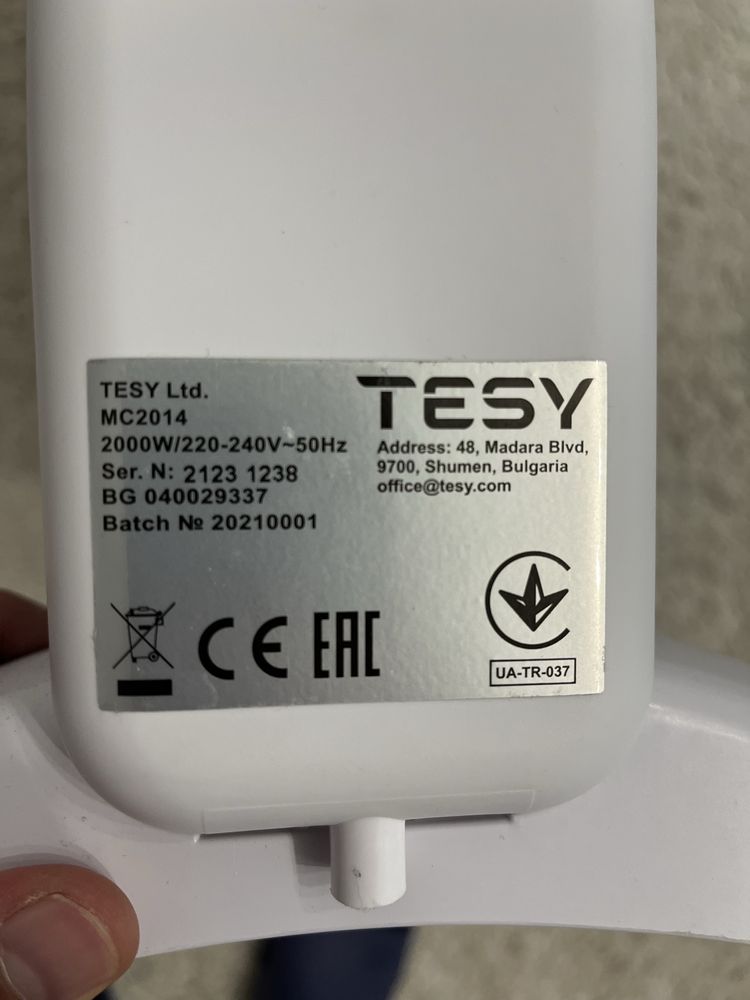 TESY Ltd.
MC2014
2000W/220-240V~50Hz
Ser. N: 2123 1238
BG 040029337
Batch № 20210001
TESY
Address: 48, Madara Blvd,
9700, Shumen, Bulgaria
office@tesy.com
CE EAC
UA-TR-037